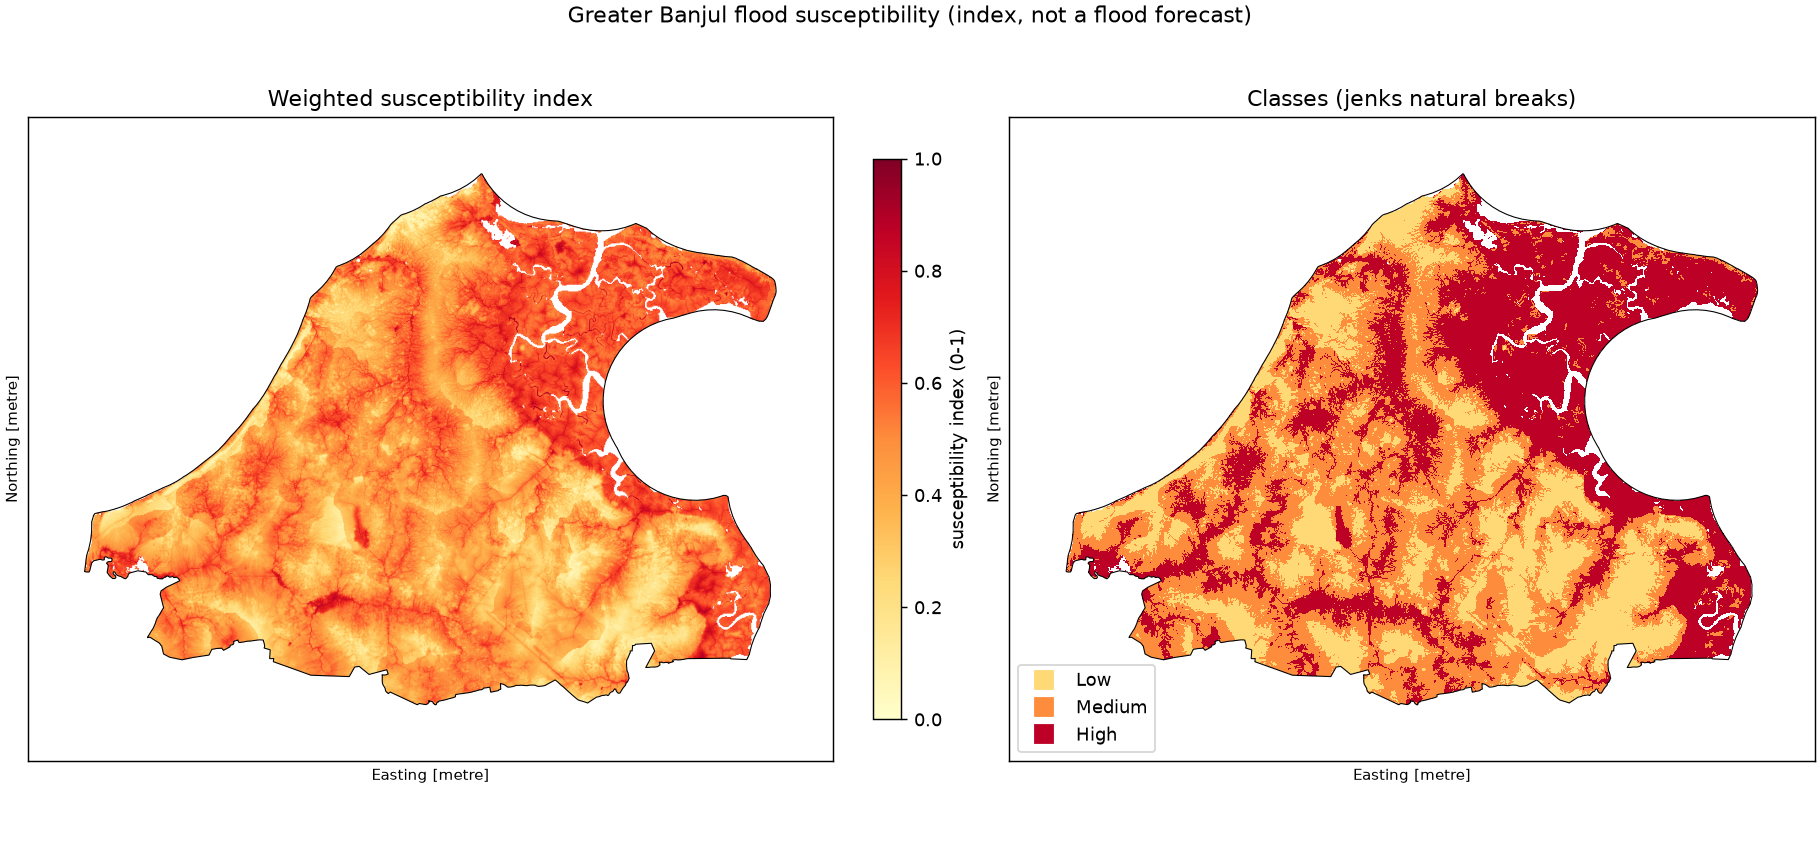 Greater Banjul flood susceptibility (index, not a flood forecast)
Weighted susceptibility index
Northing [metre]
Easting [metre]
1.0
0.8
0.6
0.4
0.2
0.0
susceptibility index (0-1)
Classes (jenks natural breaks)
Northing [metre]
Low
Medium
High
Easting [metre]